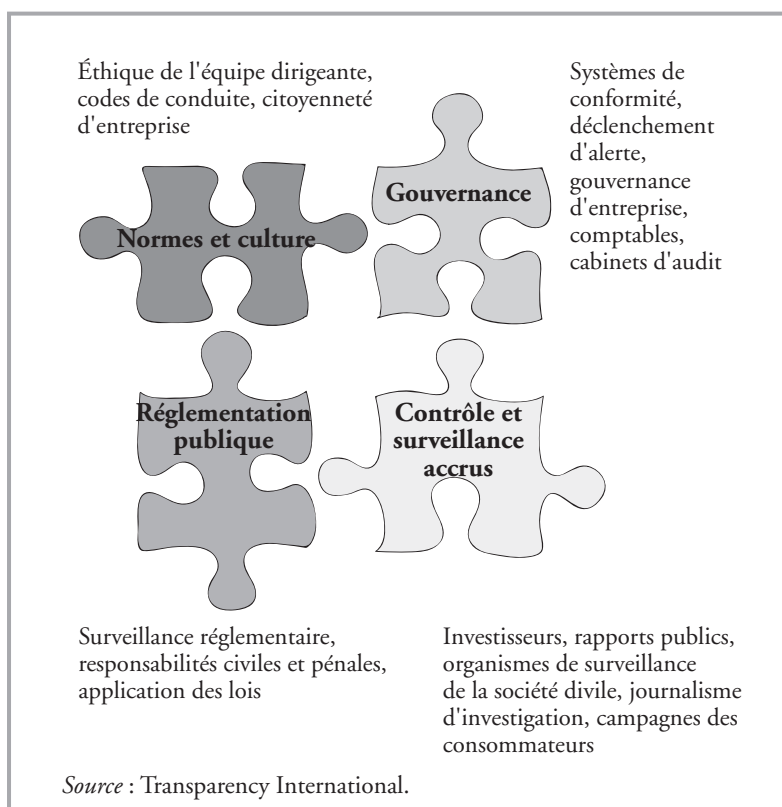 Éthique de l'équipe dirigeante,
codes de conduite, citoyenneté
d'entreprise
Systèmes de
conformité,
déclenchement
d'alerte,
gouvernance
d'entreprise,
comptables,
cabinets d'audit
Normes et culture
Gouvernance
Réglementation
publique
Contrôle et
surveillance
accrus
Surveillance réglementaire,
responsabilités civiles et pénales,
application des lois
Investisseurs, rapports publics,
organismes de surveillance
de la société divile, journalisme
d'investigation, campagnes des
consommateurs
Source : Transparency International.